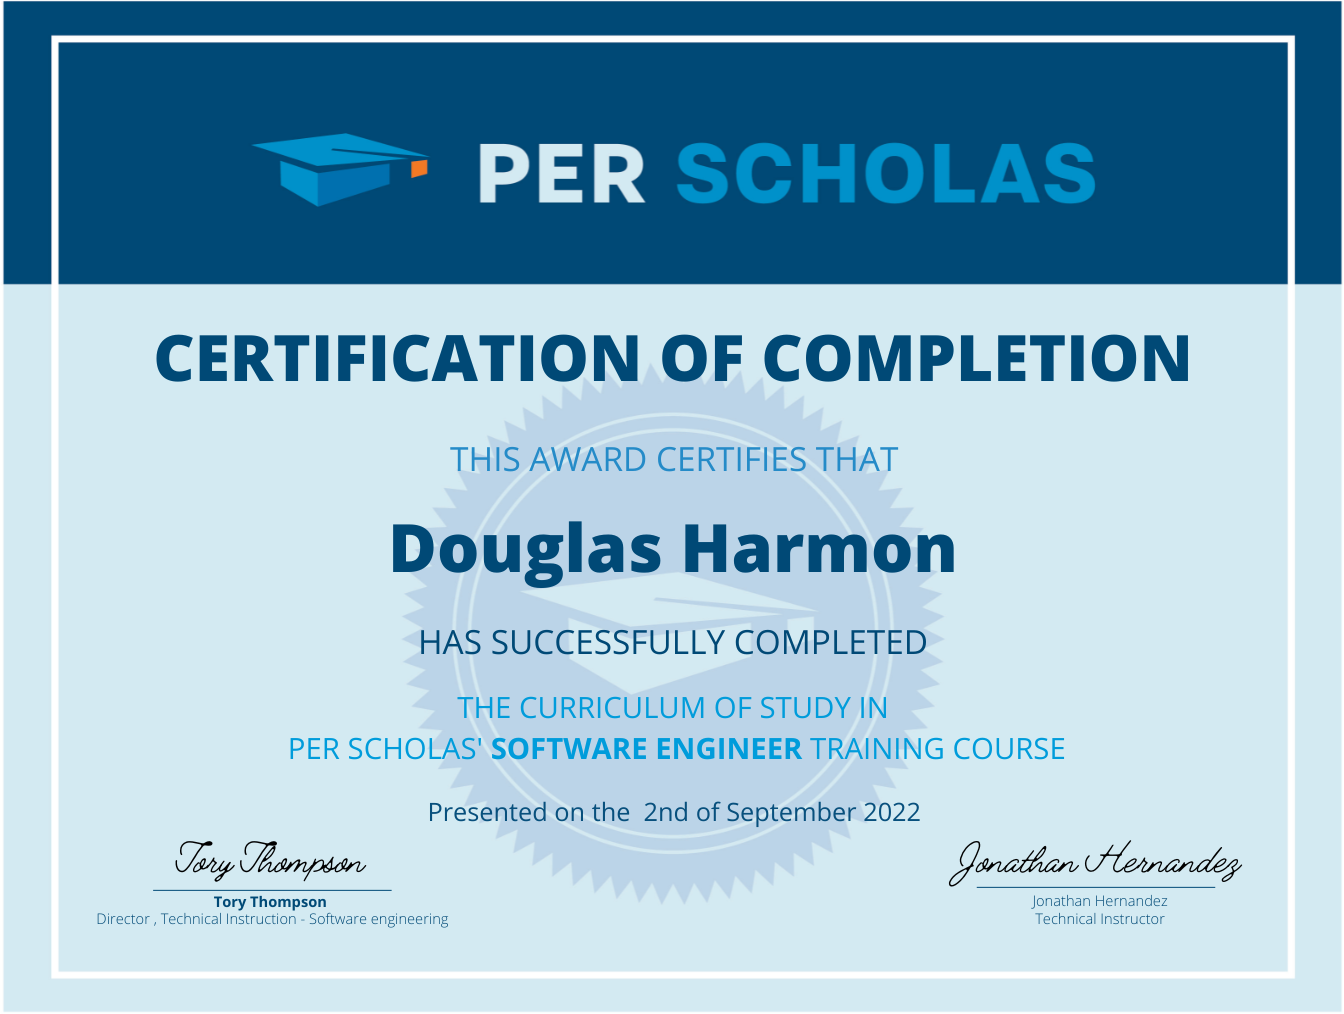 PER SCHOLAS
CERTIFICATION OF COMPLETION
THIS AWARD CERTIFIES THAT
Douglas Harmon
HAS SUCCESSFULLY COMPLETED
THE CURRICULUM OF STUDY IN
PER SCHOLAS' SOFTWARE ENGINEER TRAINING COURSE
Presented on the 2nd of September 2022
Tory Thompson
Tory Thompson
Director , Technical Instruction - Software engineering
Jonathan Hernandez
Jonathan Hernandez
Technical Instructor